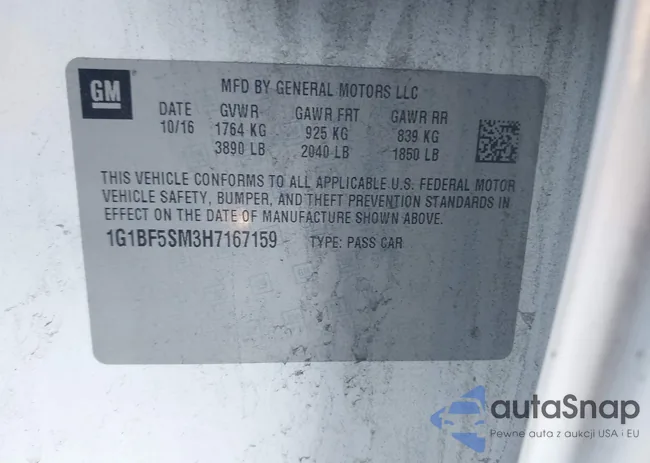 GM
MFD BY GENERAL MOTORS LLC
DATE GVWR GAWR FRT GAWR RR
10/16 1764 KG 925 KG 839 KG
3890 LB 2040 LB 1850 LB
THIS VEHICLE CONFORMS TO ALL APPLICABLE U.S. FEDERAL MOTOR
VEHICLE SAFETY, BUMPER, AND THEFT PREVENTION STANDARDS IN
EFFECT ON THE DATE OF MANUFACTURE SHOWN ABOVE.
1G1BF5SM3H7167159 TYPE: PASS CAR
autoSnap
Pewne auta z aukcji USA i EU